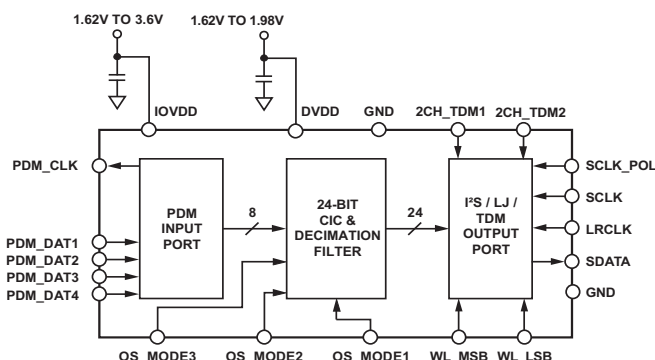 1.62V TO 3.6V
1.62V TO 1.98V
IOVDD
DVDD
GND
2CH_TDM1
2CH_TDM2
PDM_CLK
PDM_DAT1
PDM_DAT2
PDM_DAT3
PDM_DAT4
PDM
INPUT
PORT
8
24-BIT
CIC &
DECIMATION
FILTER
24
I²S / LJ /
TDM
OUTPUT
PORT
SCLK_POL
SCLK
LRCLK
SDATA
GND
OS_MODE3
OS_MODE2
OS_MODE1
WL_MSB
WL_LSB